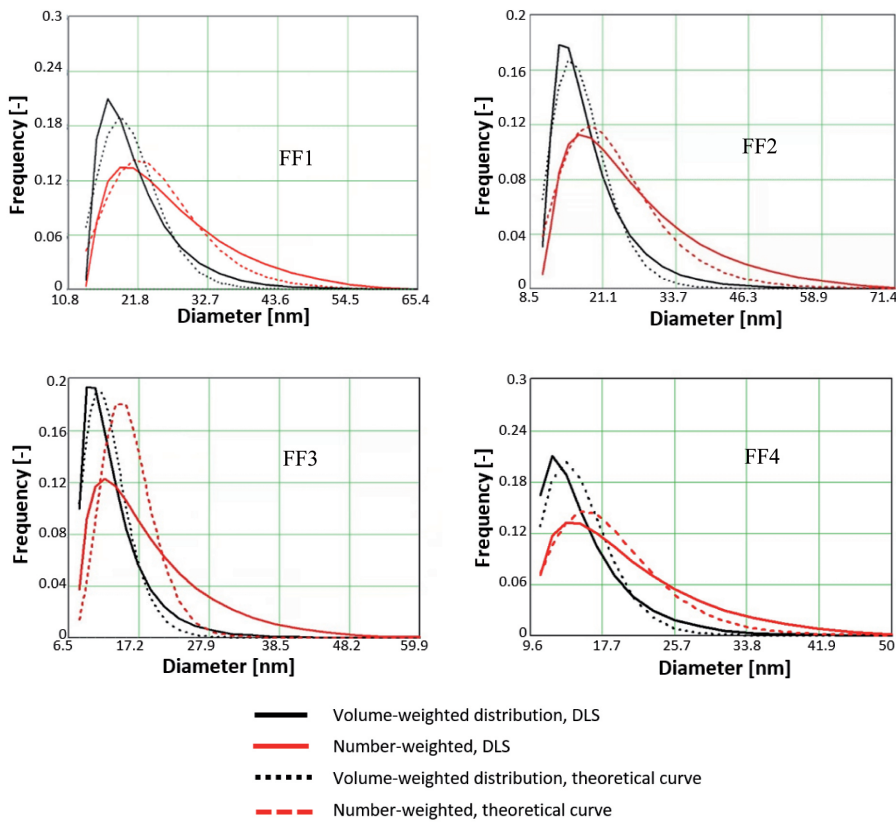 0.3
0.24
0.18
0.12
0.06
0
Frequency [-]
FF1
10.8 21.8 32.7 43.6 54.5 65.4
Diameter [nm]
0.2
0.16
0.12
0.08
0.04
0
Frequency [-]
FF2
8.5 21.1 33.7 46.3 58.9 71.4
Diameter [nm]
0.2
0.16
0.12
0.08
0.04
0
Frequency [-]
FF3
6.5 17.2 27.9 38.5 48.2 59.9
Diameter [nm]
0.3
0.24
0.18
0.12
0.06
0
Frequency [-]
FF4
9.6 17.7 25.7 33.8 41.9 50
Diameter [nm]
Volume-weighted distribution, DLS
Number-weighted, DLS
Volume-weighted distribution, theoretical curve
Number-weighted, theoretical curve